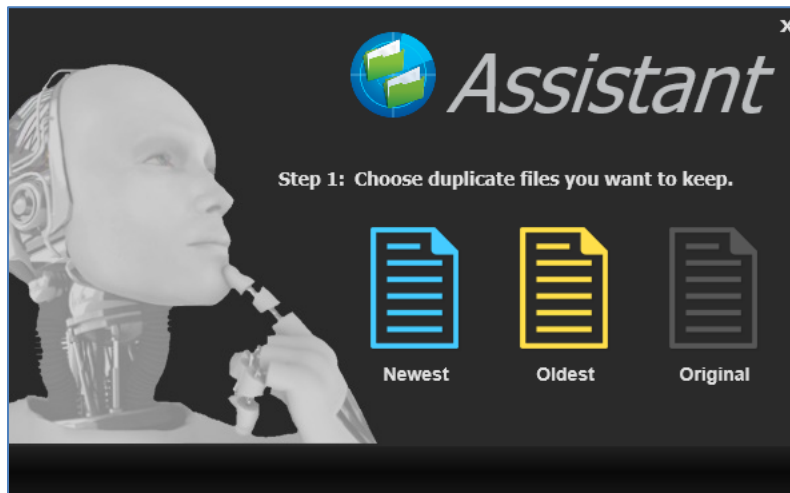 x
Assistant
Step 1: Choose duplicate files you want to keep.
Newest
Oldest
Original